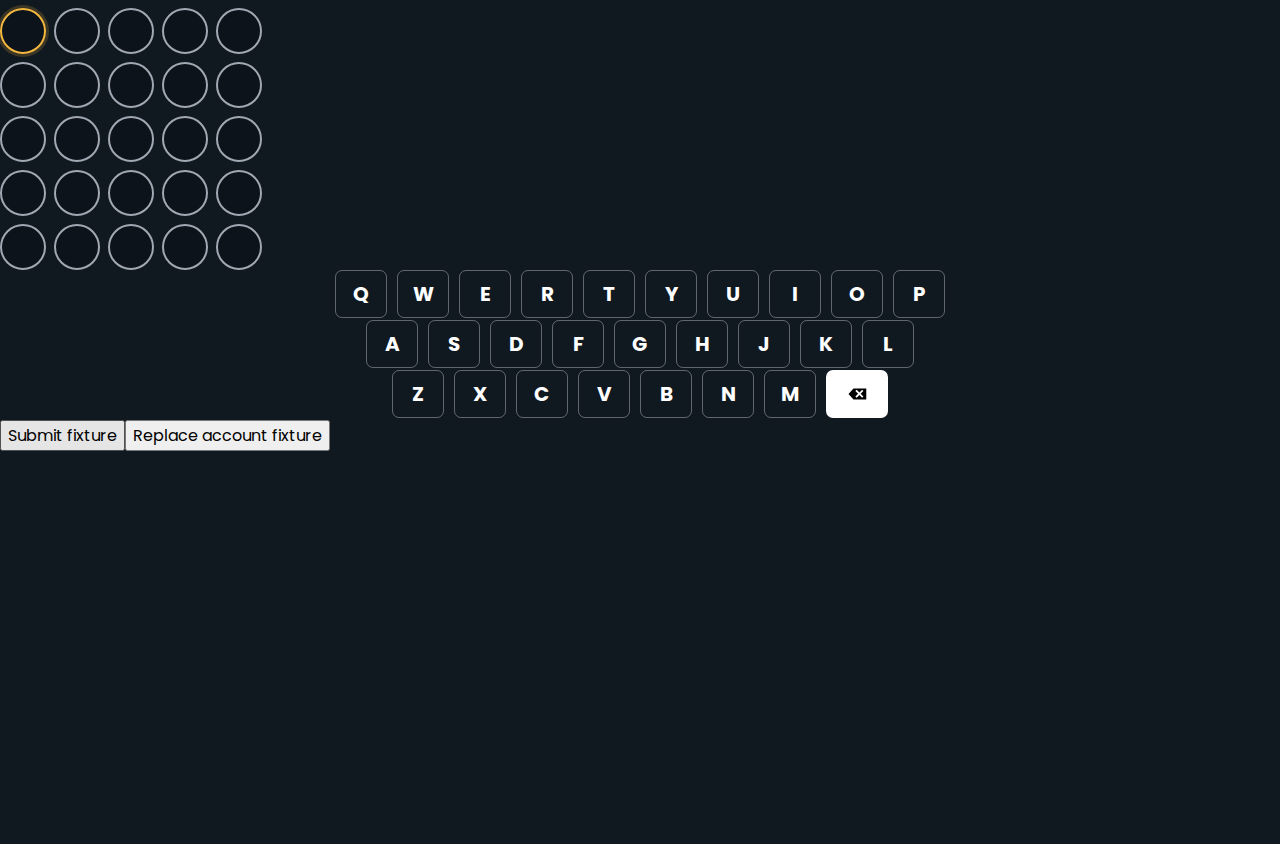 Q W E R T Y U I O P
A S D F G H J K L
Z X C V B N M
Submit fixture Replace account fixture